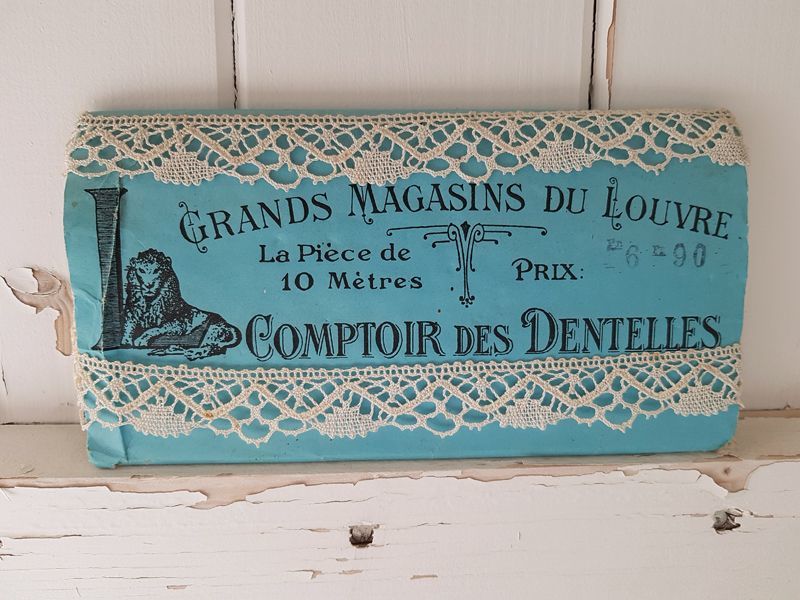 GRANDS MAGASINS DU LOUVRE
La Pièce de
10 Mètres
PRIX: 6 90
L
COMPTOIR DES DENTELLES